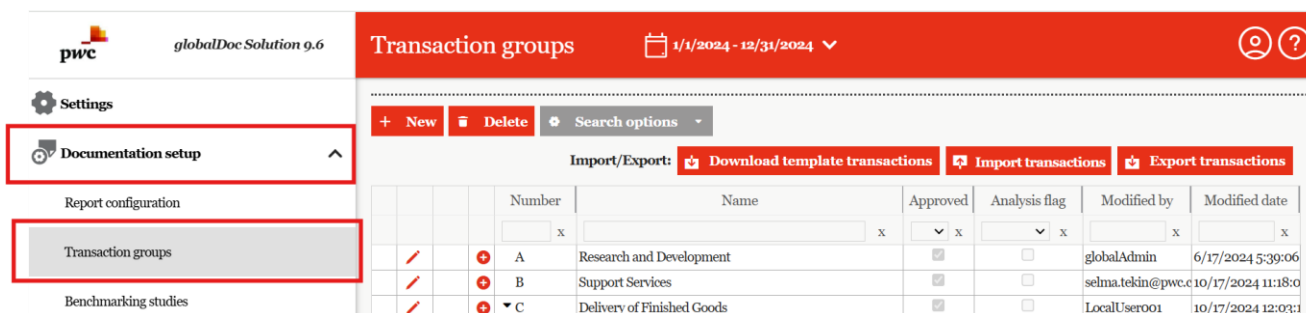 pwc globalDoc Solution 9.6 Transaction groups 1/1/2024 - 12/31/2024
Settings
+ New Delete Search options
Documentation setup
Import/Export: Download template transactions Import transactions Export transactions
Report configuration
Number Name Approved Analysis flag Modified by Modified date
x x x x x x
Transaction groups
A Research and Development globalAdmin 6/17/2024 5:39:06
B Support Services selma.tekin@pwc.c 10/17/2024 11:18:0
Benchmarking studies
C Delivery of Finished Goods LocalUser001 10/17/2024 12:03:1